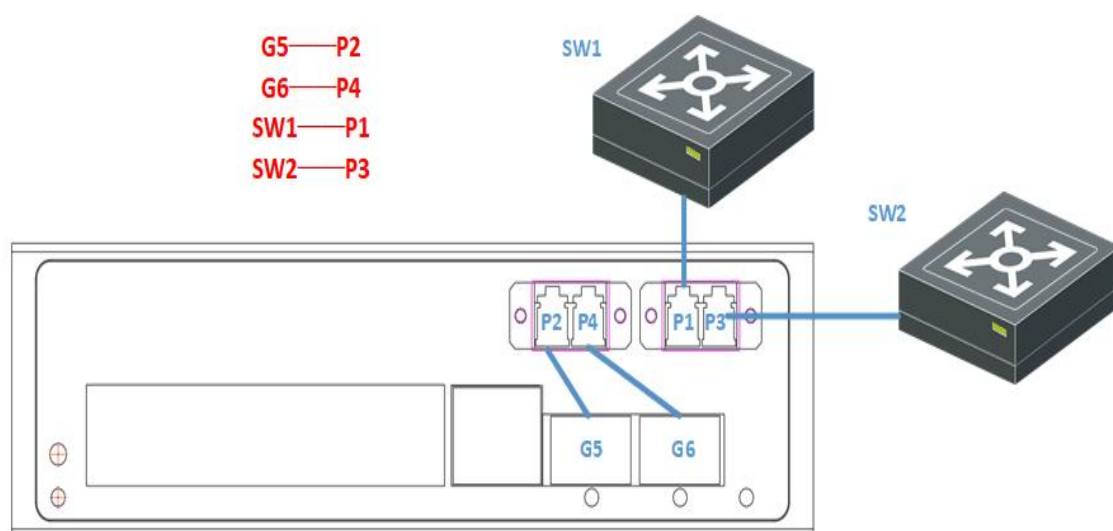 G5——P2
G6——P4
SW1——P1
SW2——P3
SW1
SW2
P2 P4 P1 P3
G5 G6